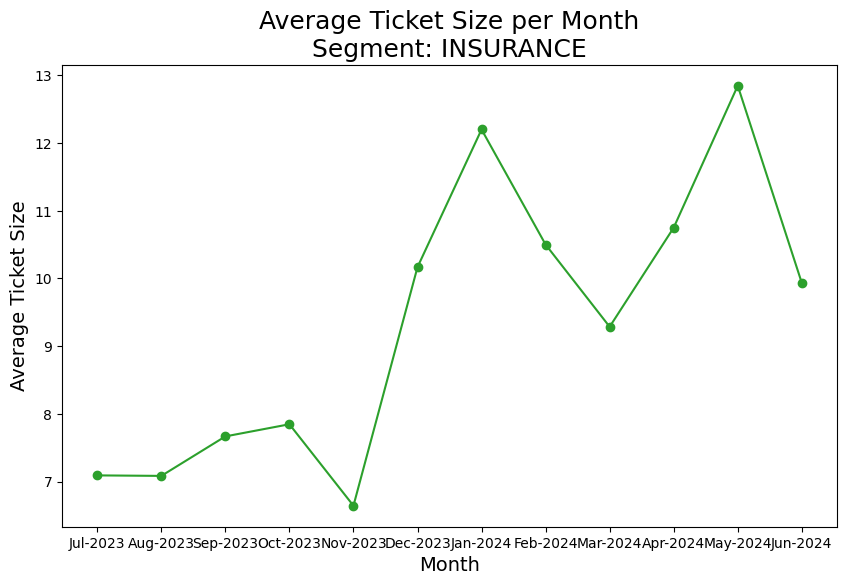 Average Ticket Size per Month
Segment: INSURANCE
Average Ticket Size
13
12
11
10
9
8
7
Jul-2023 Aug-2023 Sep-2023 Oct-2023 Nov-2023 Dec-2023 Jan-2024 Feb-2024 Mar-2024 Apr-2024 May-2024 Jun-2024
Month